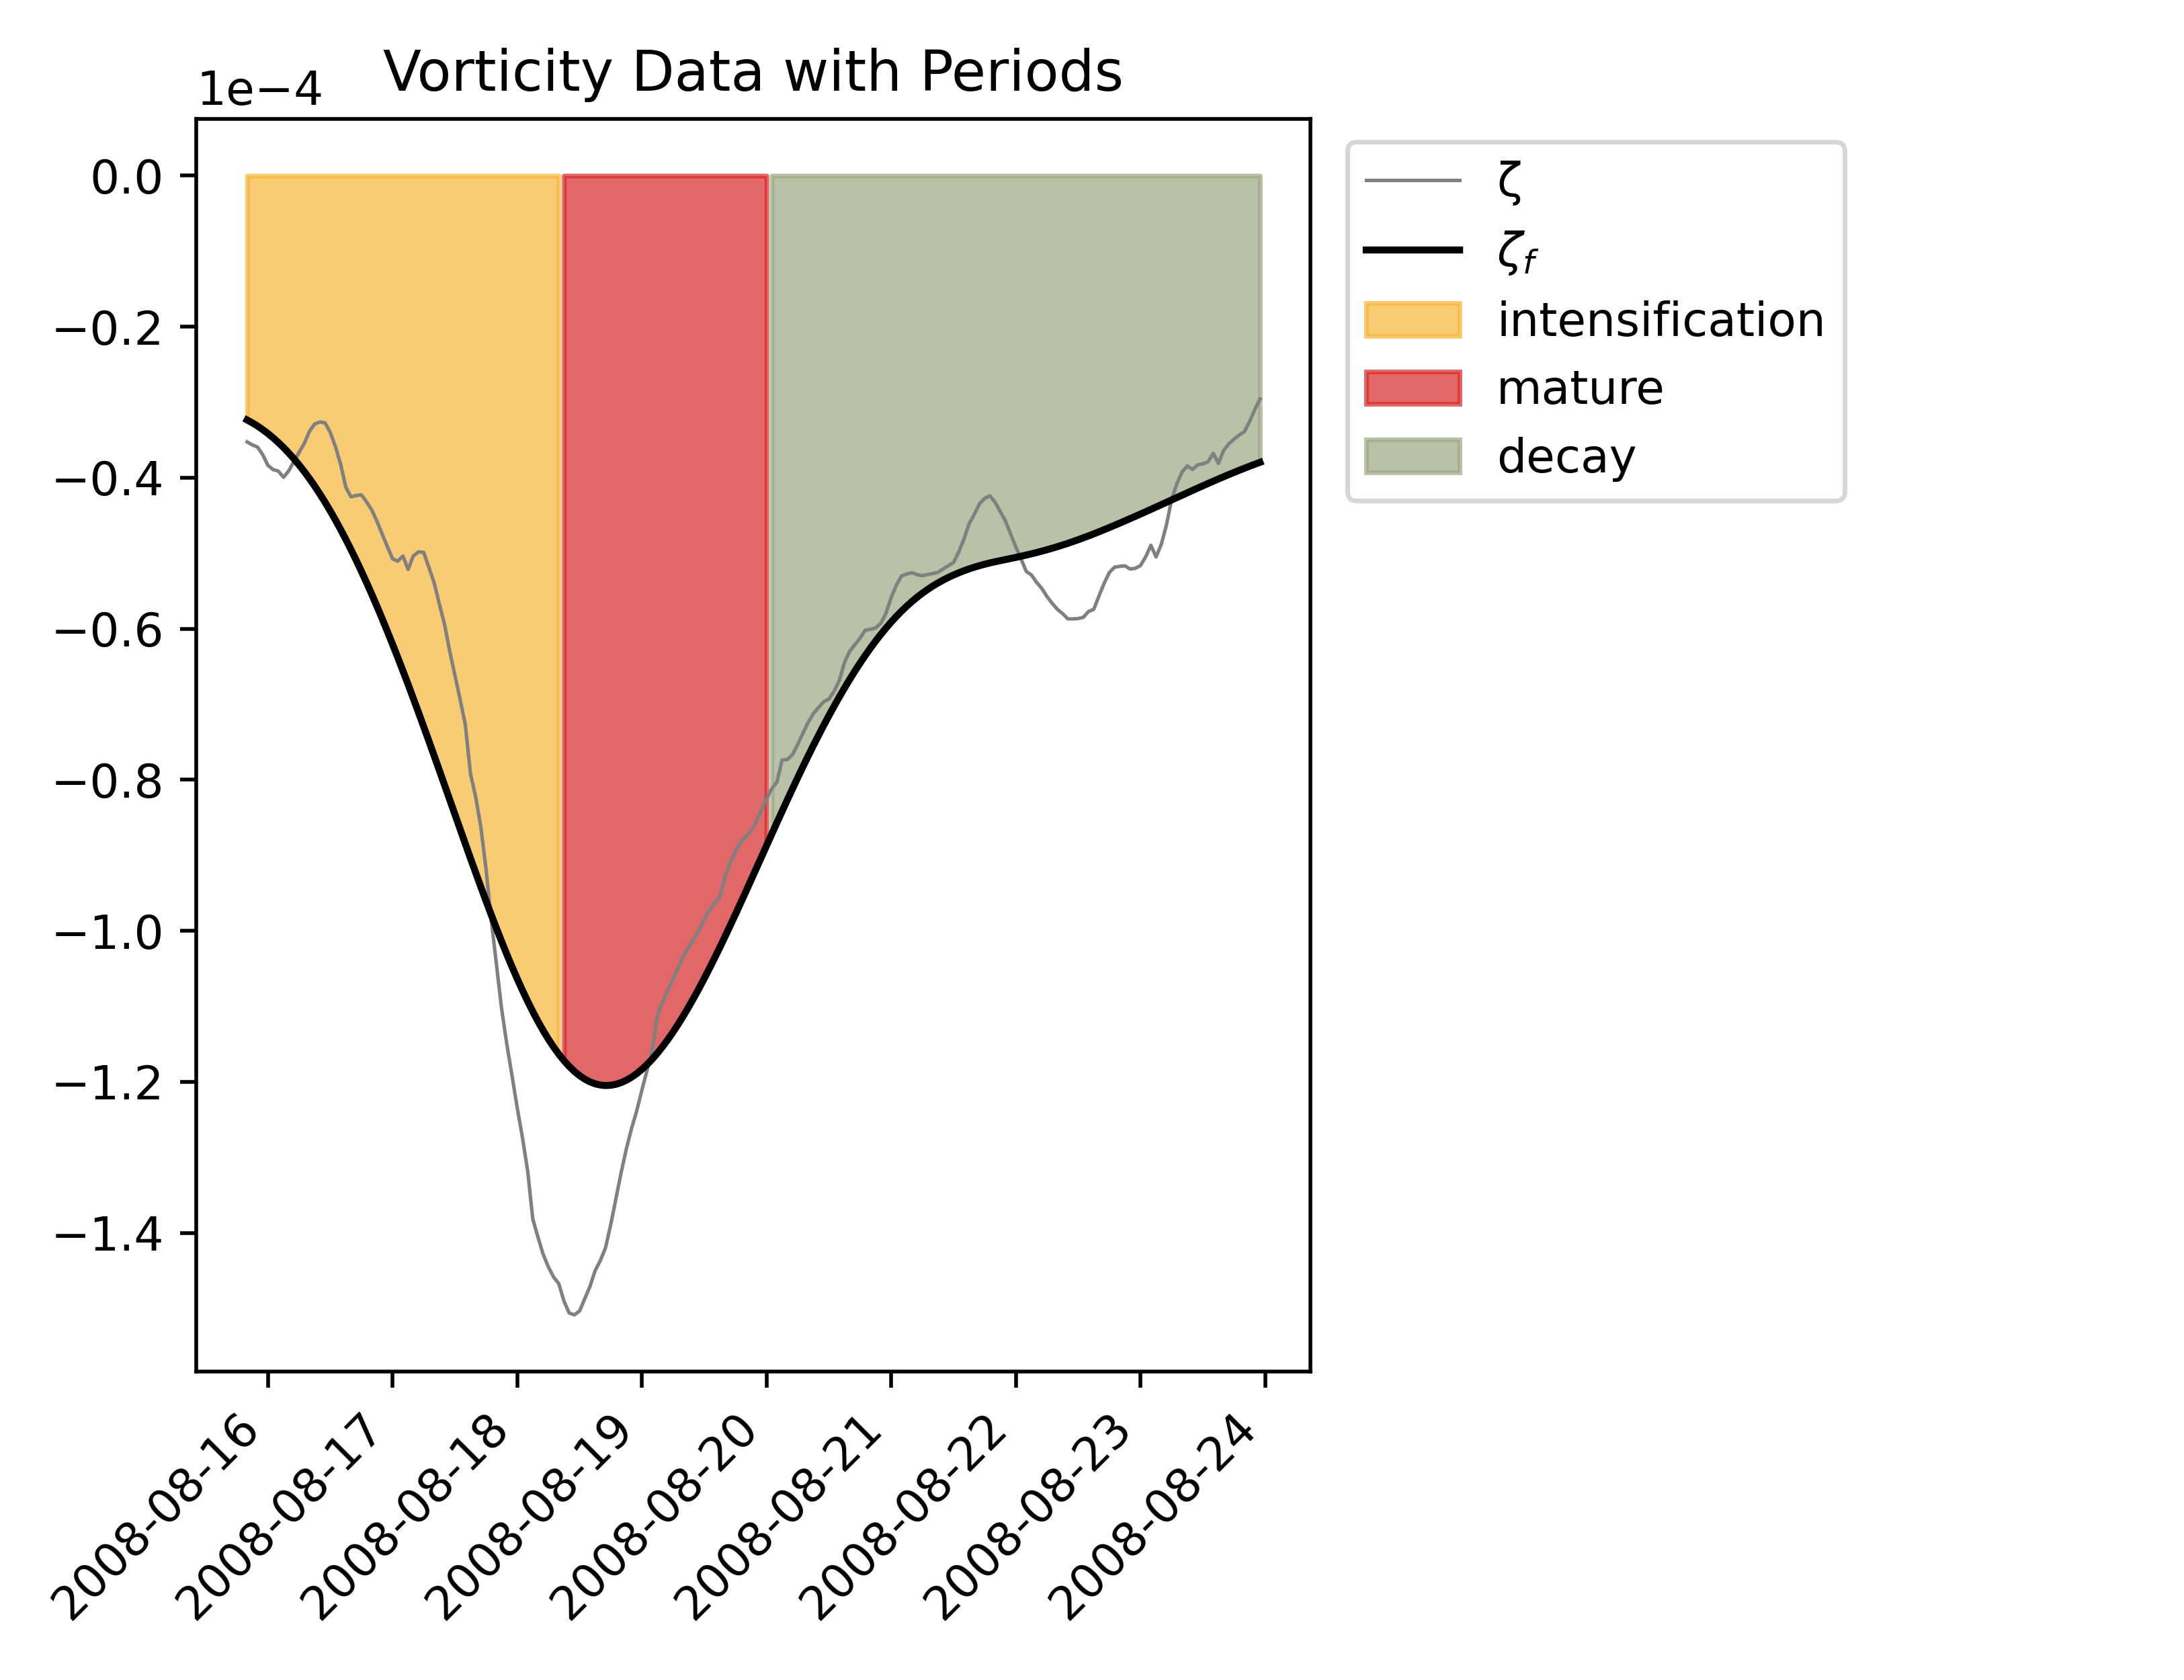 Vorticity Data with Periods
1e−4
0.0
−0.2
−0.4
−0.6
−0.8
−1.0
−1.2
−1.4
2008-08-16
2008-08-17
2008-08-18
2008-08-19
2008-08-20
2008-08-21
2008-08-22
2008-08-23
2008-08-24
ζ
ζf
intensification
mature
decay